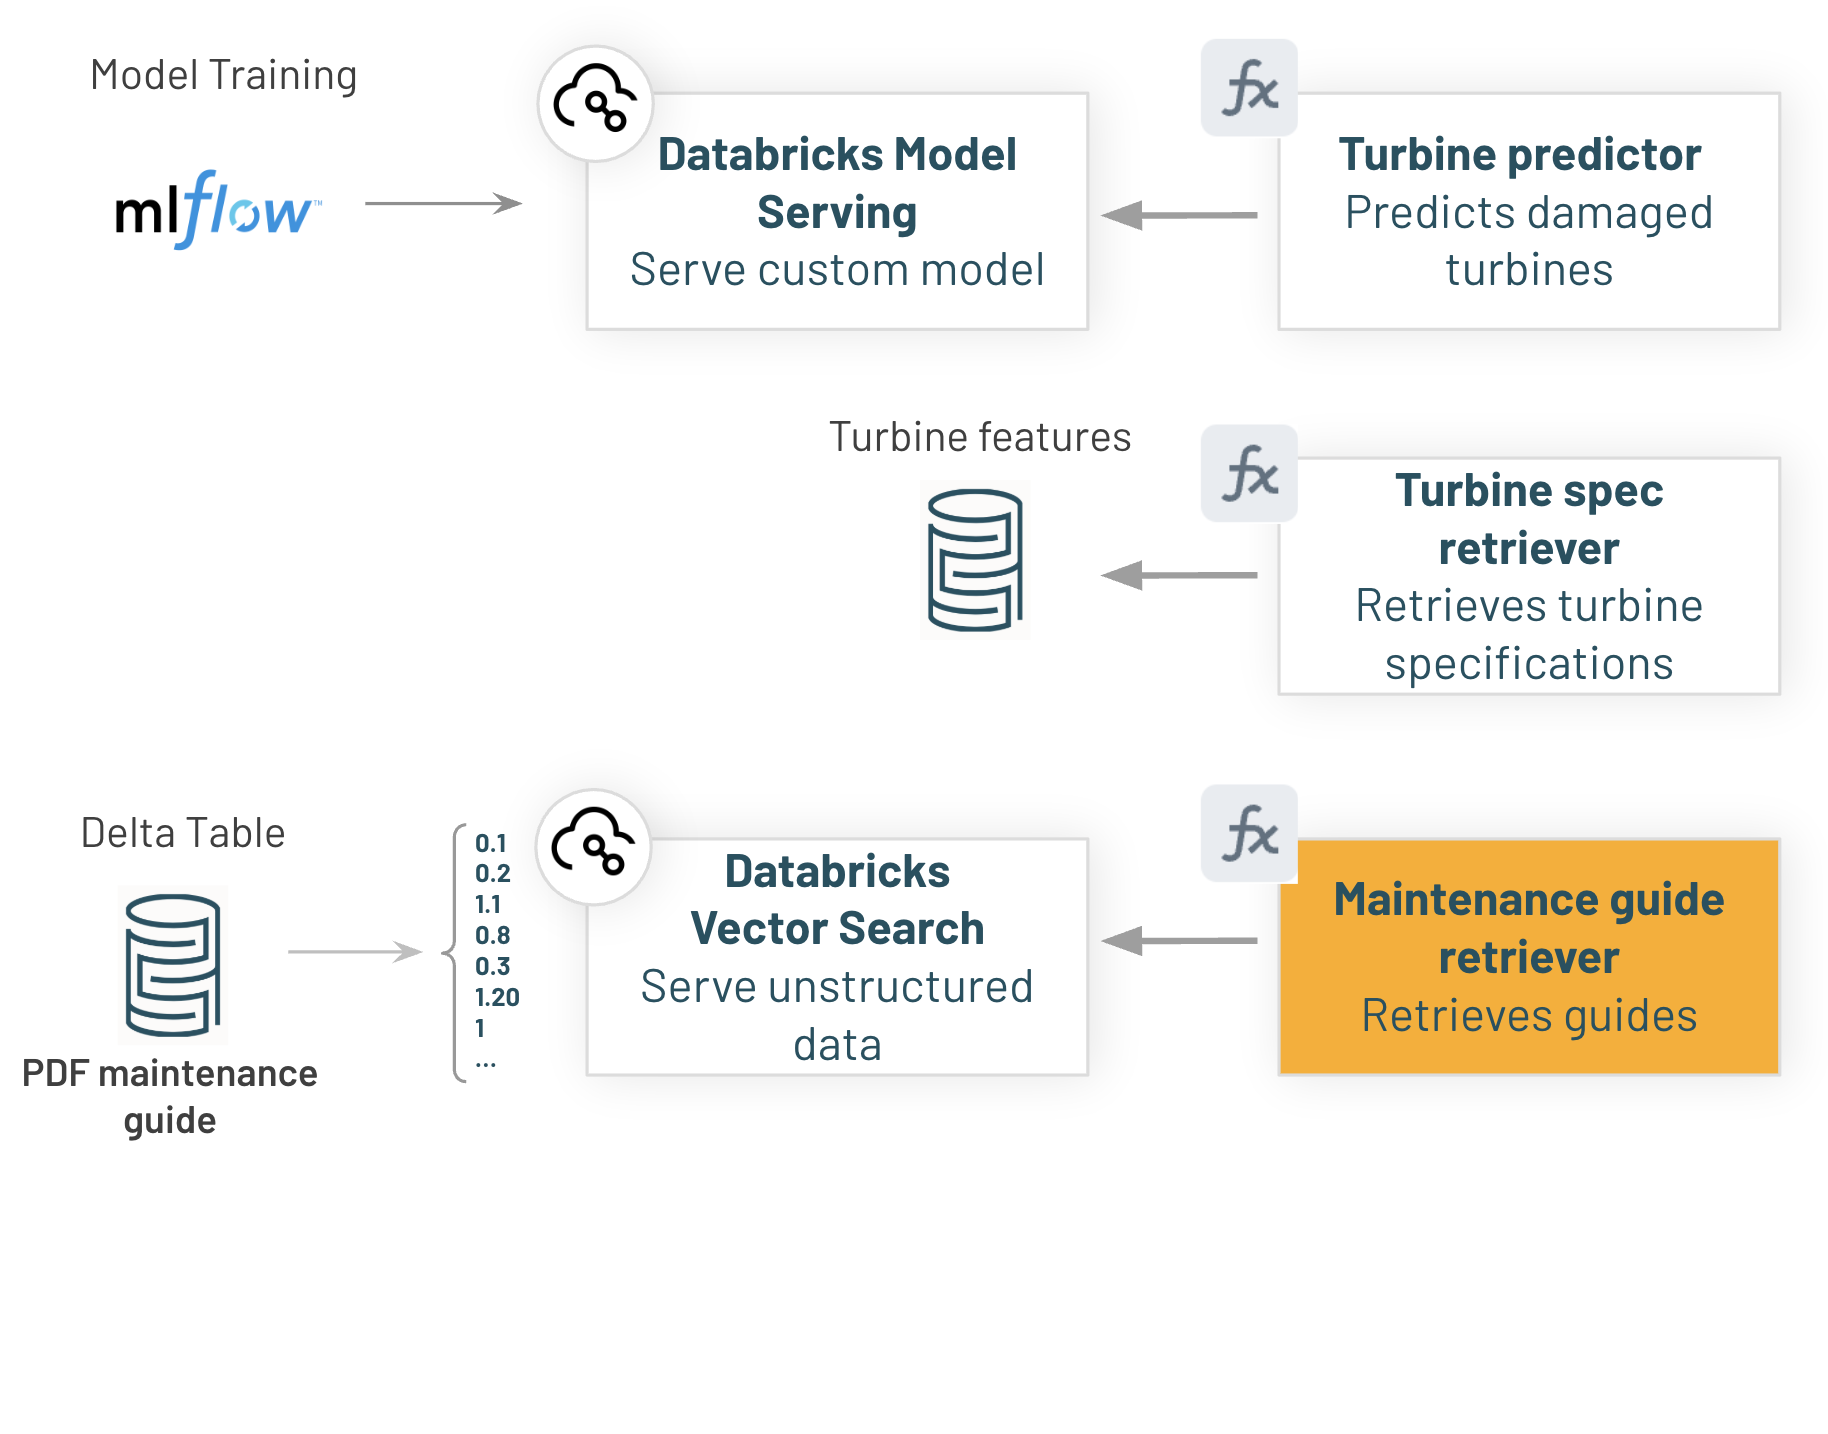 Model Training
mlflow™
Databricks Model
Serving
Serve custom model
fx
Turbine predictor
Predicts damaged
turbines
Turbine features
fx
Turbine spec
retriever
Retrieves turbine
specifications
Delta Table
PDF maintenance
guide
0.1
0.2
1.1
0.8
0.3
1.20
1
...
Databricks
Vector Search
Serve unstructured
data
fx
Maintenance guide
retriever
Retrieves guides